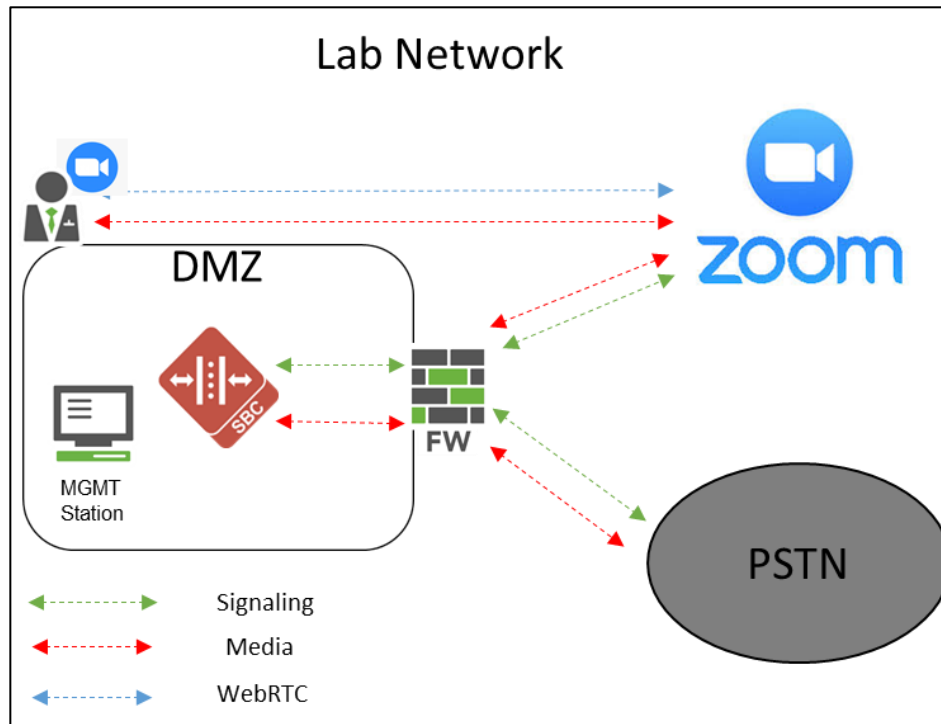 Lab Network
zoom
DMZ
SBC
FW
MGMT
Station
PSTN
Signaling
Media
WebRTC